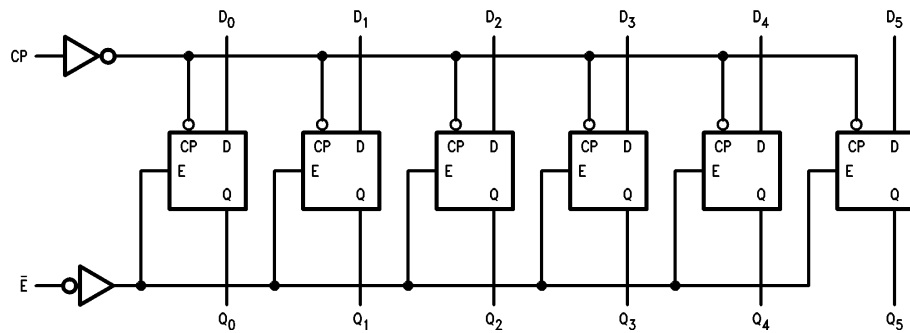 D0 D1 D2 D3 D4 D5
CP
CP D CP D CP D CP D CP D CP D
E E E E E E
Q Q Q Q Q Q
Ē
Q0 Q1 Q2 Q3 Q4 Q5